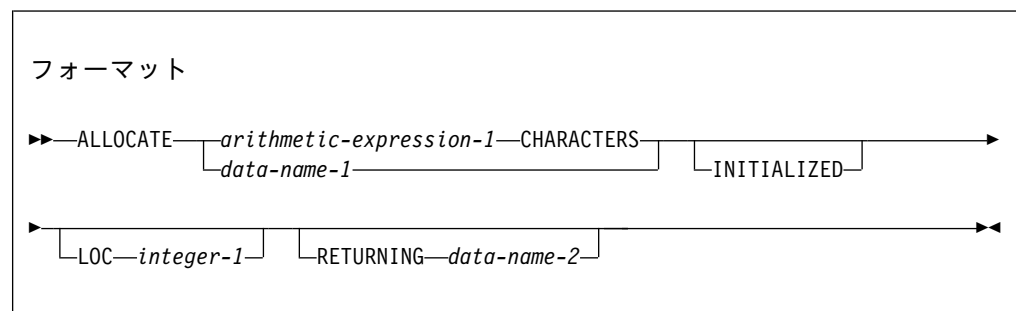 フォーマット
ALLOCATE arithmetic-expression-1 CHARACTERS
data-name-1 INITIALIZED
LOC integer-1 RETURNING data-name-2